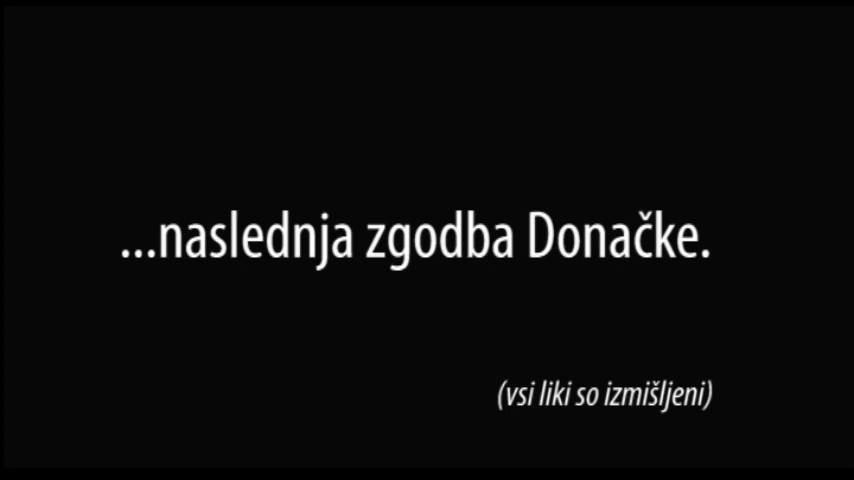 ...naslednja zgodba Donačke.
(vsi liki so izmišljeni)